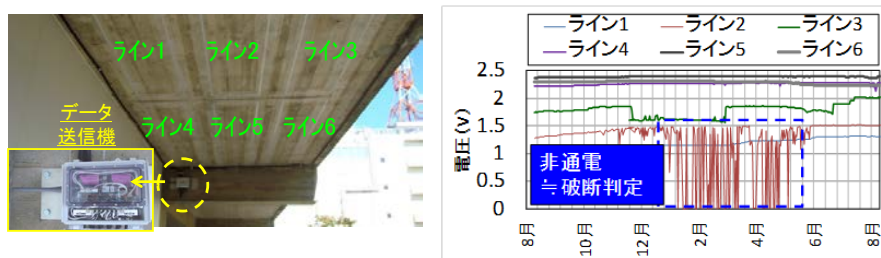 ライン1 ライン2 ライン3
データ
送信機
ライン4 ライン5 ライン6
ライン1 ライン2 ライン3
ライン4 ライン5 ライン6
電圧(V)
2.5
2
1.5
1
0.5
0
非通電
≒破断判定
8月 10月 12月 2月 4月 6月 8月